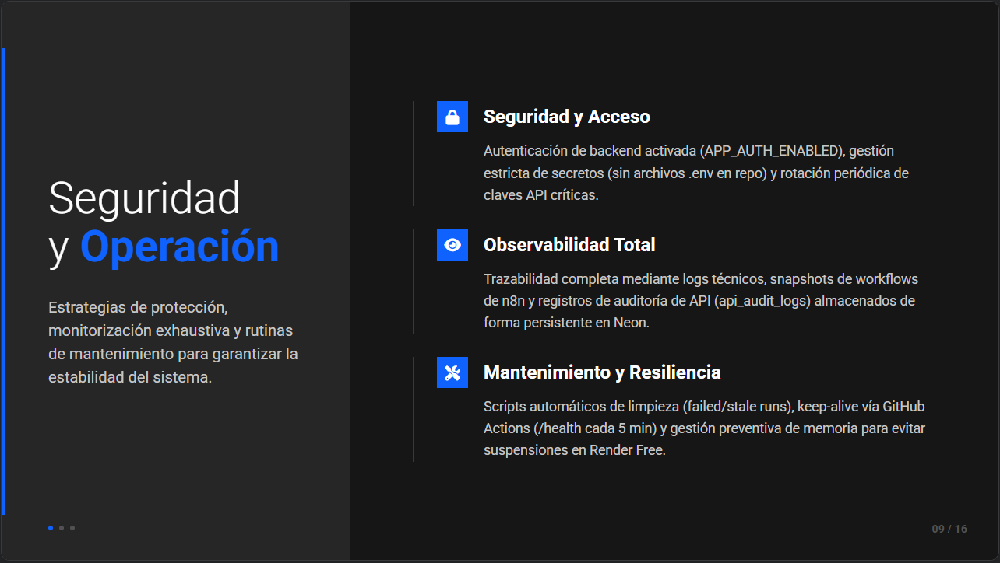 Seguridad
y Operación
Estrategias de protección,
monitorización exhaustiva y rutinas
de mantenimiento para garantizar la
estabilidad del sistema.
Seguridad y Acceso
Autenticación de backend activada (APP_AUTH_ENABLED), gestión
estricta de secretos (sin archivos .env en repo) y rotación periódica de
claves API críticas.
Observabilidad Total
Trazabilidad completa mediante logs técnicos, snapshots de workflows
de n8n y registros de auditoría de API (api_audit_logs) almacenados de
forma persistente en Neon.
Mantenimiento y Resiliencia
Scripts automáticos de limpieza (failed/stale runs), keep-alive vía GitHub
Actions (/health cada 5 min) y gestión preventiva de memoria para evitar
suspensiones en Render Free.
09 / 16